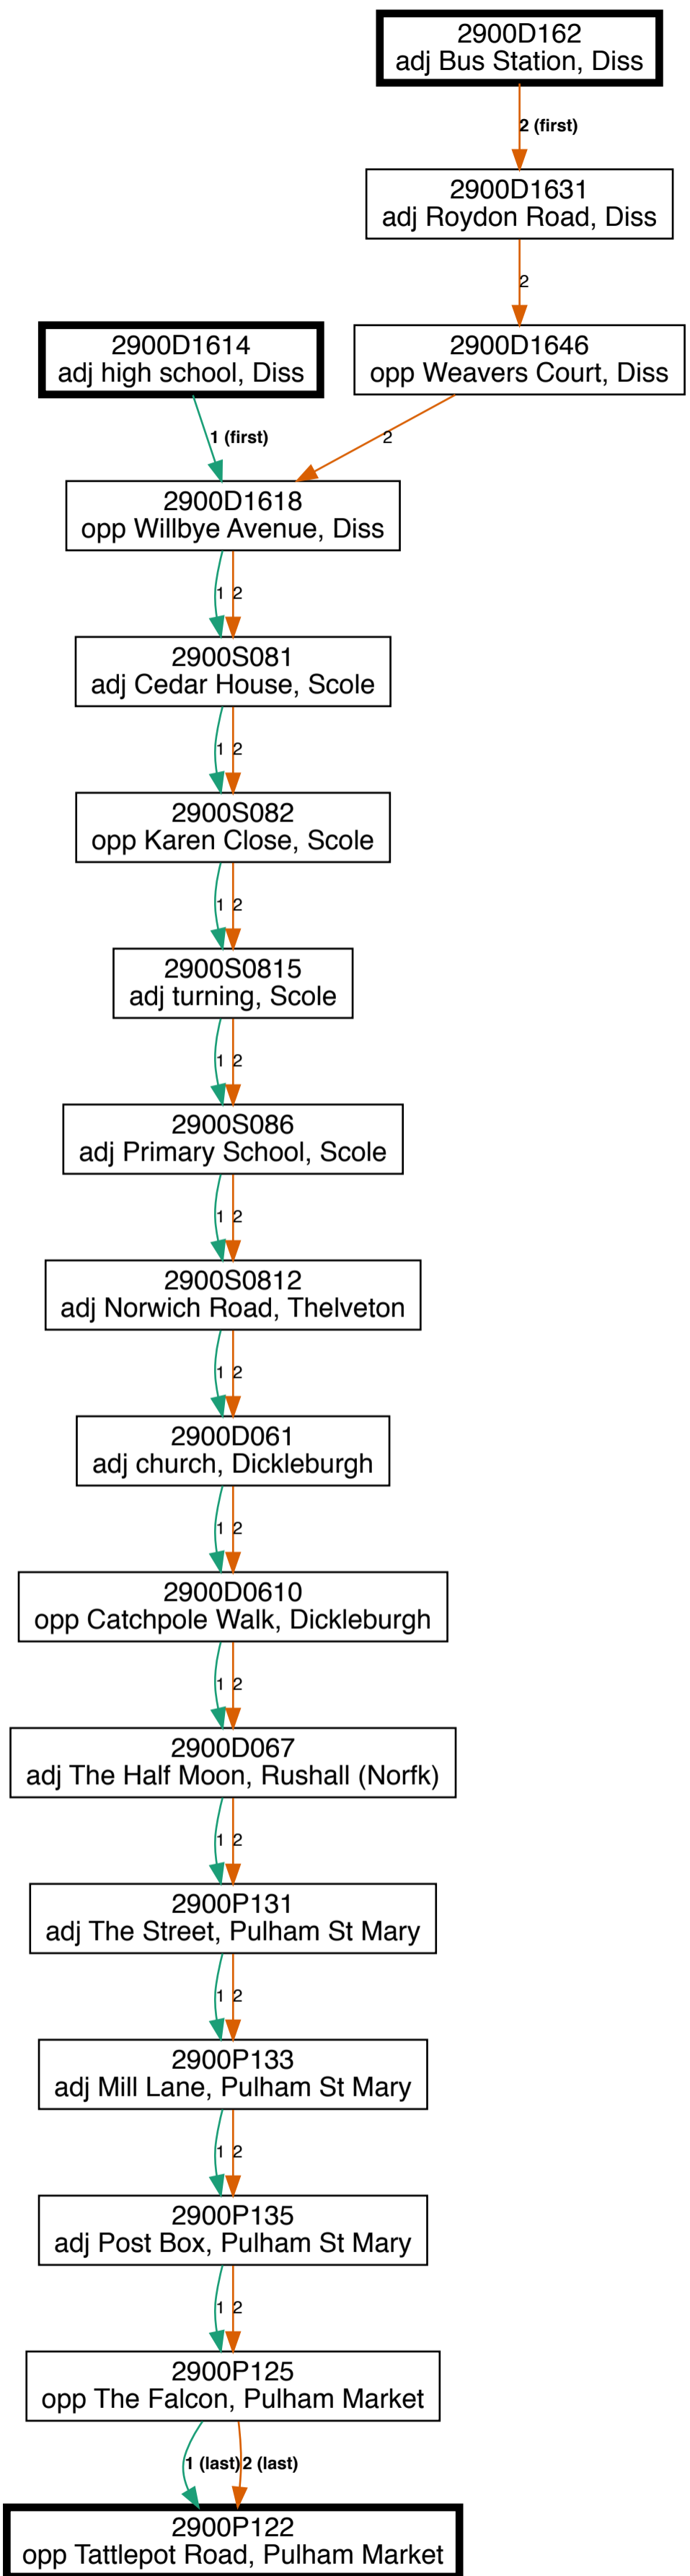 2900D162
adj Bus Station, Diss
2 (first)
2900D1631
adj Roydon Road, Diss
2
2900D1614
adj high school, Diss
2900D1646
opp Weavers Court, Diss
1 (first)
2
2900D1618
opp Willbye Avenue, Diss
1 2
2900S081
adj Cedar House, Scole
1 2
2900S082
opp Karen Close, Scole
1 2
2900S0815
adj turning, Scole
1 2
2900S086
adj Primary School, Scole
1 2
2900S0812
adj Norwich Road, Thelveton
1 2
2900D061
adj church, Dickleburgh
1 2
2900D0610
opp Catchpole Walk, Dickleburgh
1 2
2900D067
adj The Half Moon, Rushall (Norfk)
1 2
2900P131
adj The Street, Pulham St Mary
1 2
2900P133
adj Mill Lane, Pulham St Mary
1 2
2900P135
adj Post Box, Pulham St Mary
1 2
2900P125
opp The Falcon, Pulham Market
1 (last) 2 (last)
2900P122
opp Tattlepot Road, Pulham Market